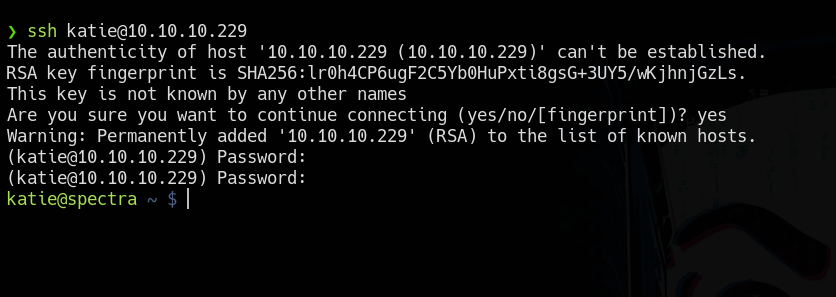 ❯ ssh katie@10.10.10.229
The authenticity of host '10.10.10.229 (10.10.10.229)' can't be established.
RSA key fingerprint is SHA256:lr0h4CP6ugF2C5Yb0HuPxti8gsG+3UY5/wKjhnjGzLs.
This key is not known by any other names
Are you sure you want to continue connecting (yes/no/[fingerprint])? yes
Warning: Permanently added '10.10.10.229' (RSA) to the list of known hosts.
(katie@10.10.10.229) Password:
(katie@10.10.10.229) Password:
katie@spectra ~ $